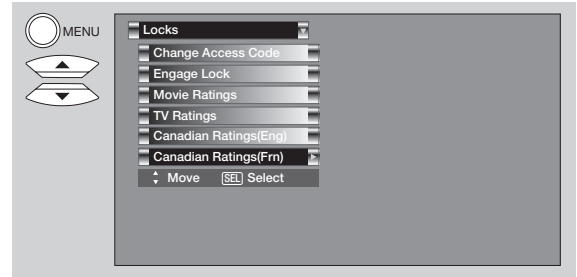 MENU
Locks
Change Access Code
Engage Lock
Movie Ratings
TV Ratings
Canadian Ratings(Eng)
Canadian Ratings(Frn)
Move SEL Select